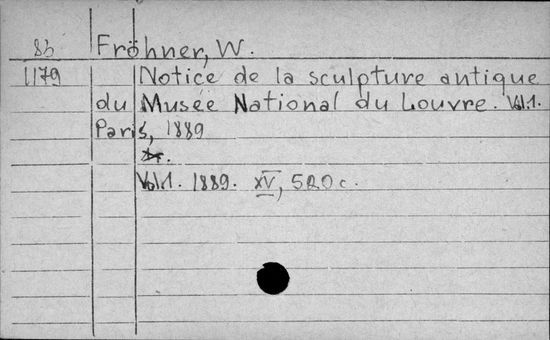 83 Fröhner, W.
1179 Notice de la sculpture antique
du Musée National du Louvre. Vol.1.
Paris, 1889
Vol.1. 1889. XV, 520 c.